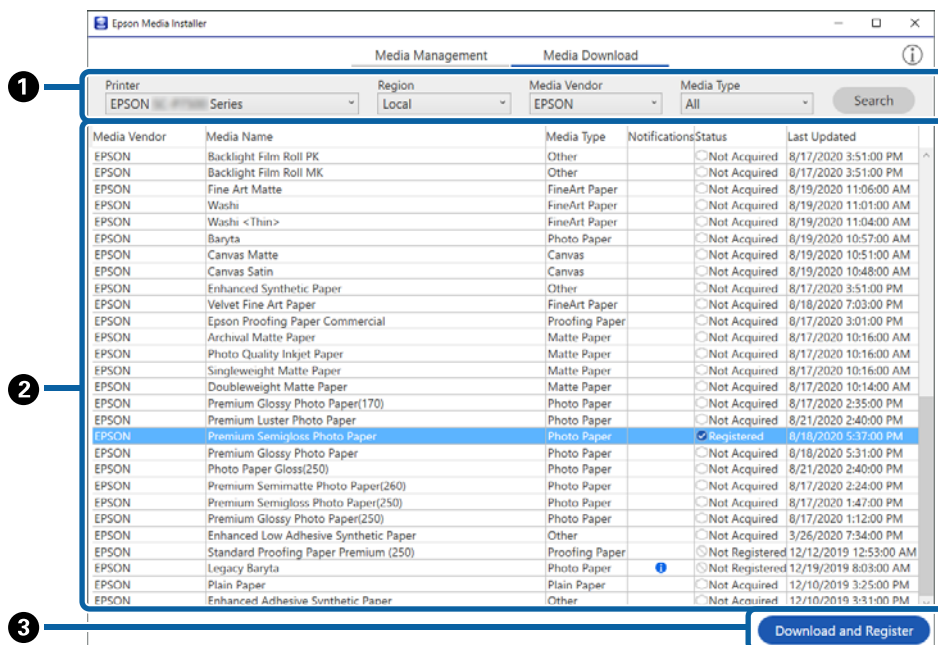 Epson Media Installer
Media Management Media Download
1
Printer Region Media Vendor Media Type
EPSON Series Local EPSON All Search
2
Media Vendor Media Name Media Type Notifications Status Last Updated
EPSON Backlight Film Roll PK Other Not Acquired 8/17/2020 3:51:00 PM
EPSON Backlight Film Roll MK Other Not Acquired 8/17/2020 3:51:00 PM
EPSON Fine Art Matte FineArt Paper Not Acquired 8/19/2020 11:06:00 AM
EPSON Washi FineArt Paper Not Acquired 8/19/2020 11:01:00 AM
EPSON Washi <Thin> FineArt Paper Not Acquired 8/19/2020 11:04:00 AM
EPSON Baryta Photo Paper Not Acquired 8/19/2020 10:57:00 AM
EPSON Canvas Matte Canvas Not Acquired 8/19/2020 10:51:00 AM
EPSON Canvas Satin Canvas Not Acquired 8/19/2020 10:48:00 AM
EPSON Enhanced Synthetic Paper Other Not Acquired 8/17/2020 3:51:00 PM
EPSON Velvet Fine Art Paper FineArt Paper Not Acquired 8/18/2020 7:03:00 PM
EPSON Epson Proofing Paper Commercial Proofing Paper Not Acquired 8/17/2020 3:01:00 PM
EPSON Archival Matte Paper Matte Paper Not Acquired 8/17/2020 10:16:00 AM
EPSON Photo Quality Inkjet Paper Matte Paper Not Acquired 8/17/2020 10:16:00 AM
EPSON Singleweight Matte Paper Matte Paper Not Acquired 8/17/2020 10:16:00 AM
EPSON Doubleweight Matte Paper Matte Paper Not Acquired 8/17/2020 10:14:00 AM
EPSON Premium Glossy Photo Paper(170) Photo Paper Not Acquired 8/17/2020 2:35:00 PM
EPSON Premium Luster Photo Paper Photo Paper Not Acquired 8/21/2020 2:40:00 PM
EPSON Premium Semigloss Photo Paper Photo Paper Registered 8/18/2020 5:37:00 PM
EPSON Premium Glossy Photo Paper Photo Paper Not Acquired 8/18/2020 5:31:00 PM
EPSON Photo Paper Gloss(250) Photo Paper Not Acquired 8/21/2020 2:40:00 PM
EPSON Premium Semimatte Photo Paper(260) Photo Paper Not Acquired 8/17/2020 2:24:00 PM
EPSON Premium Semigloss Photo Paper(250) Photo Paper Not Acquired 8/17/2020 1:47:00 PM
EPSON Premium Glossy Photo Paper(250) Photo Paper Not Acquired 8/17/2020 1:12:00 PM
EPSON Enhanced Low Adhesive Synthetic Paper Other Not Acquired 3/26/2020 7:34:00 PM
EPSON Standard Proofing Paper Premium (250) Proofing Paper Not Registered 12/12/2019 12:53:00 AM
EPSON Legacy Baryta Photo Paper Not Registered 12/19/2019 8:03:00 AM
EPSON Plain Paper Plain Paper Not Acquired 12/10/2019 3:25:00 PM
EPSON Enhanced Adhesive Synthetic Paper Other Not Acquired 12/10/2019 3:31:00 PM
3
Download and Register